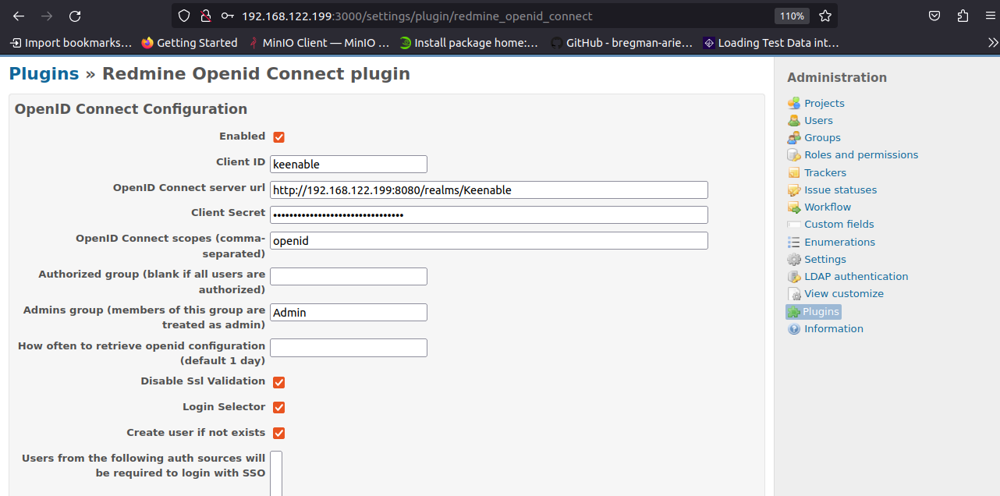 192.168.122.199:3000/settings/plugin/redmine_openid_connect
110%
Import bookmarks...
Getting Started
MinIO Client — MinIO ...
Install package home:...
GitHub - bregman-arie...
Loading Test Data int...
Plugins » Redmine Openid Connect plugin
OpenID Connect Configuration
Enabled
Client ID
keenable
OpenID Connect server url
http://192.168.122.199:8080/realms/Keenable
Client Secret
••••••••••••••••••••••••••••••••
OpenID Connect scopes (comma-
separated)
openid
Authorized group (blank if all users are
authorized)
Admins group (members of this group are
treated as admin)
Admin
How often to retrieve openid configuration
(default 1 day)
Disable Ssl Validation
Login Selector
Create user if not exists
Users from the following auth sources will
be required to login with SSO
Administration
Projects
Users
Groups
Roles and permissions
Trackers
Issue statuses
Workflow
Custom fields
Enumerations
Settings
LDAP authentication
View customize
Plugins
Information